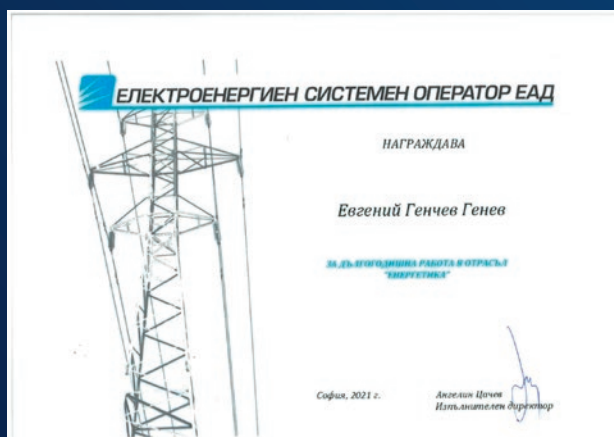 ЕЛЕКТРОЕНЕРГИЕН СИСТЕМЕН ОПЕРАТОР ЕАД
НАГРАЖДАВА
Евгений Генчев Генев
ЗА ДЪЛГОГОДИШНА РАБОТА В ОТРАСЪЛ
"ЕНЕРГЕТИКА"
София, 2021 г.
Ангелин Цачев
Изпълнителен директор